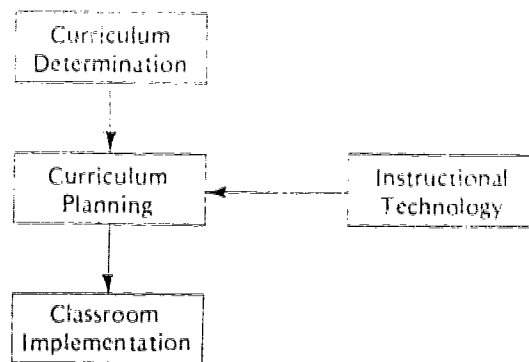 Curriculum
Determination
Curriculum
Planning
Instructional
Technology
Classroom
Implementation